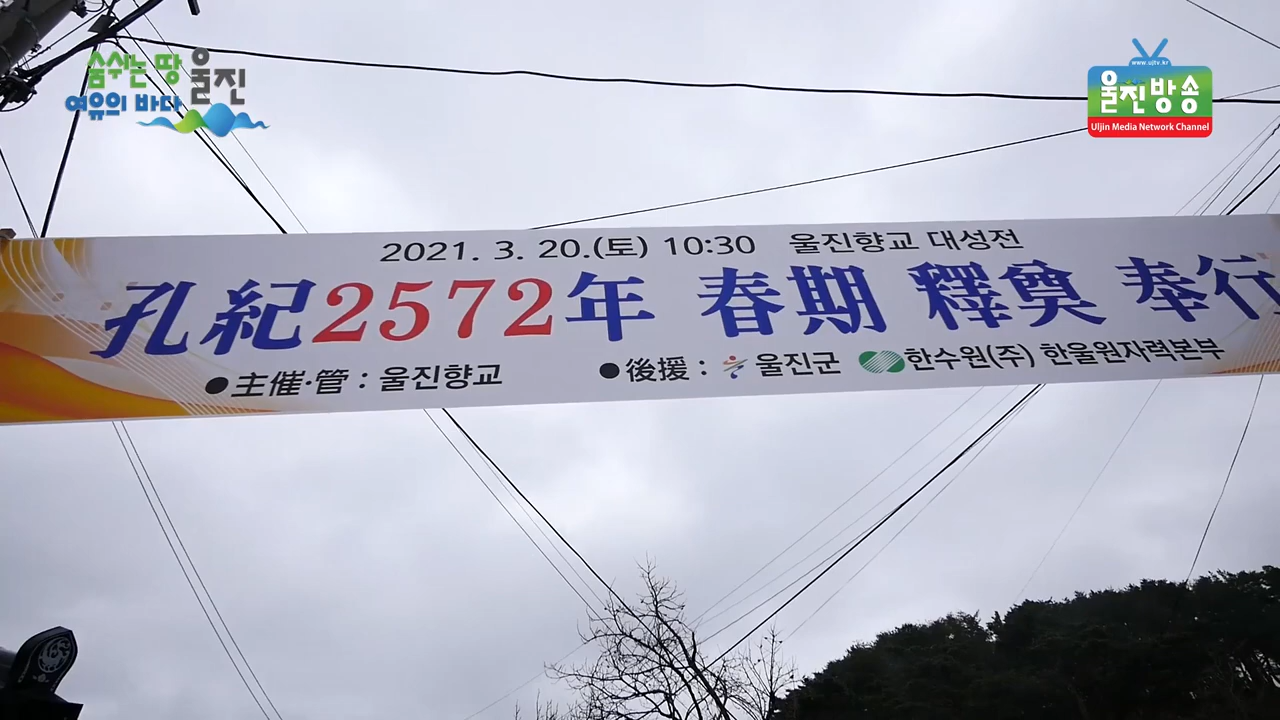 숨쉬는 땅 울진
여유의 바다
www.ujtv.kr
울진방송
Uljin Media Network Channel
2021. 3. 20.(토) 10:30 울진향교 대성전
孔紀2572年 春期 釋奠 奉行
●主催·管 : 울진향교 ●後援 : 울진군 한수원(주) 한울원자력본부